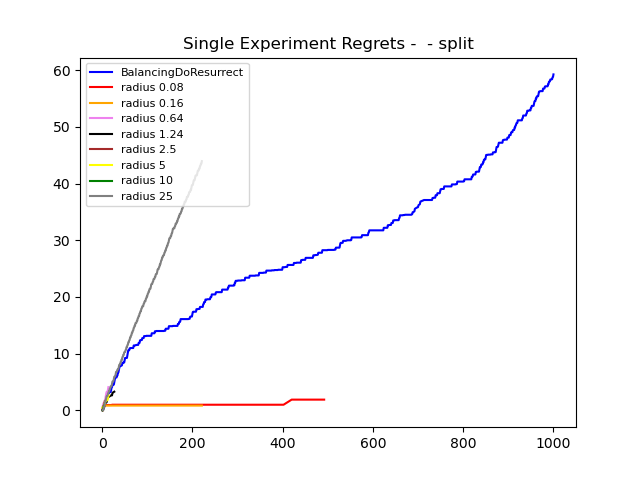 Single Experiment Regrets -  - split
BalancingDoResurrect
radius 0.08
radius 0.16
radius 0.64
radius 1.24
radius 2.5
radius 5
radius 10
radius 25
60
50
40
30
20
10
0
0 200 400 600 800 1000